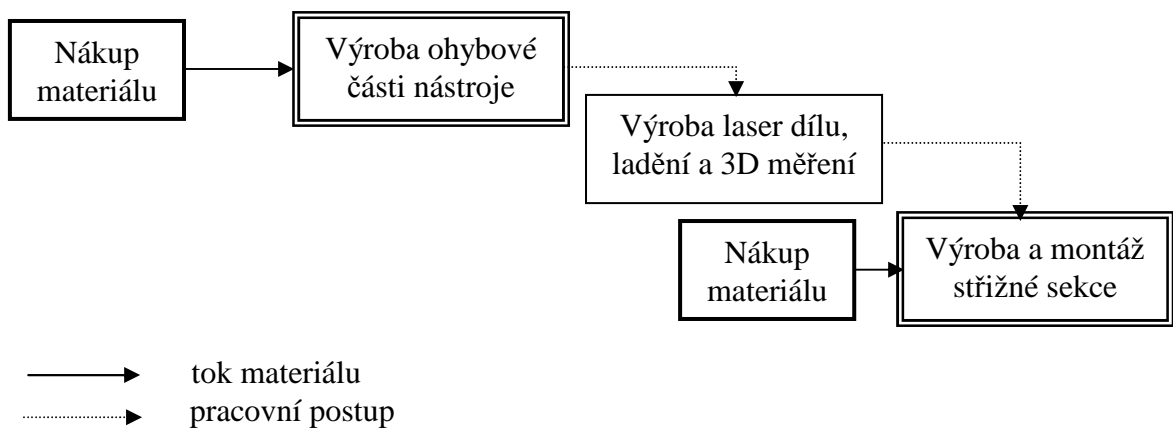 Nákup
materiálu
Výroba ohybové
části nástroje
Výroba laser dílu,
ladění a 3D měření
Nákup
materiálu
Výroba a montáž
střižné sekce
tok materiálu
pracovní postup